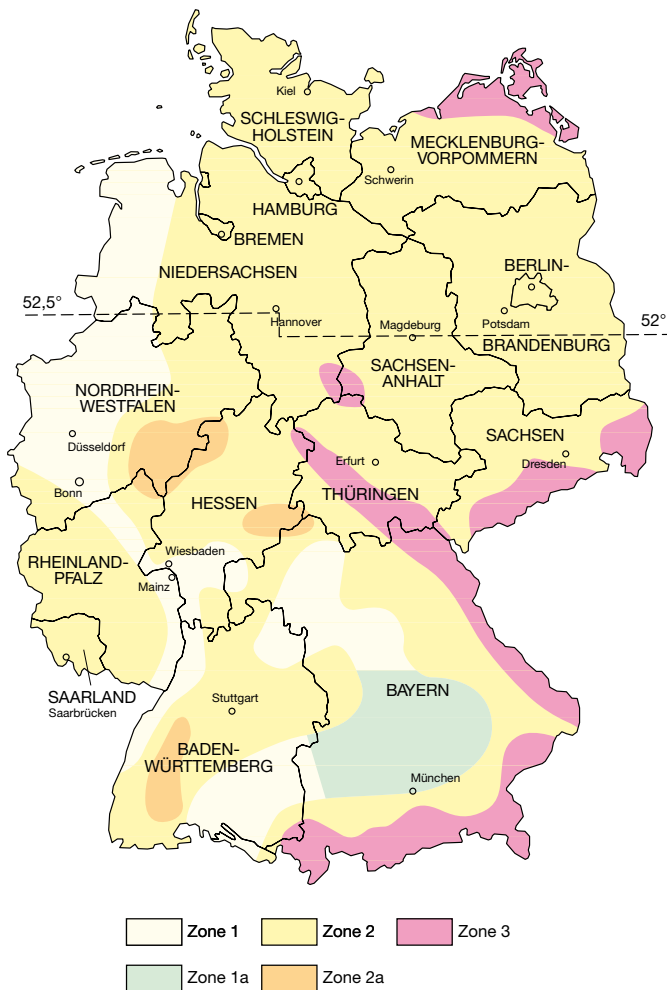 Kiel
SCHLESWIG-
HOLSTEIN
MECKLENBURG-
VORPOMMERN
Schwerin
HAMBURG
BREMEN
NIEDERSACHSEN
BERLIN-
52,5°
Hannover
Magdeburg
Potsdam
52°
BRANDENBURG
SACHSEN-
ANHALT
NORDRHEIN-
WESTFALEN
Düsseldorf
SACHSEN
Dresden
Erfurt
THÜRINGEN
Bonn
HESSEN
RHEINLAND-
PFALZ
Wiesbaden
Mainz
SAARLAND
Saarbrücken
Stuttgart
BAYERN
BADEN-
WÜRTTEMBERG
München
Zone 1
Zone 2
Zone 3
Zone 1a
Zone 2a